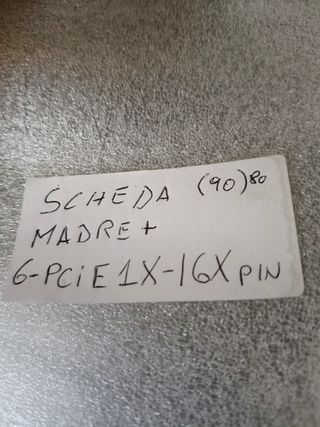 SCHEDA (90) 80
MADRE +
6-PCiE 1X-16X PIN